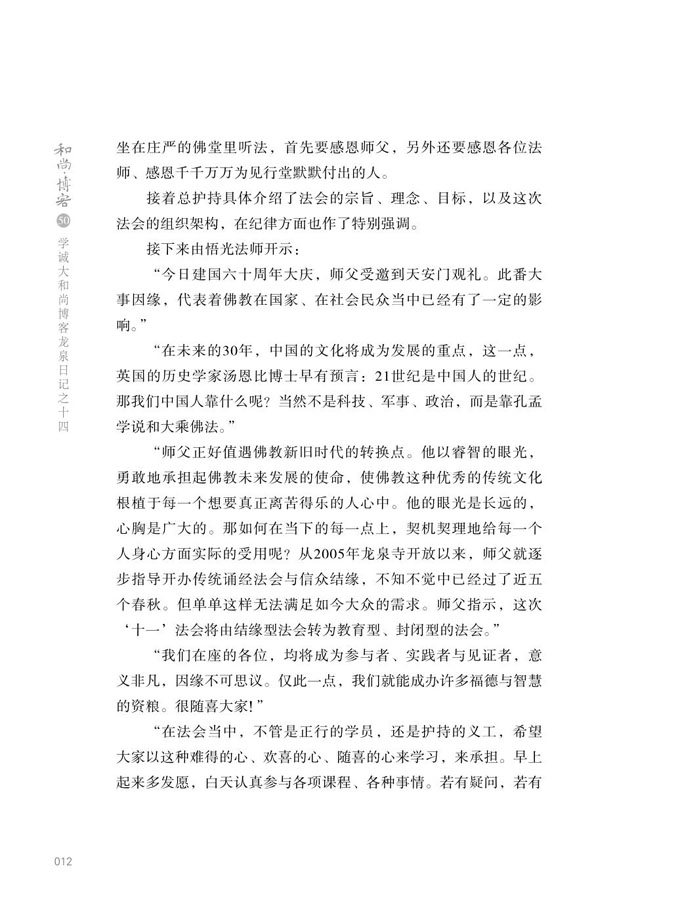 和尚·博客
50
学诚大和尚博客龙泉日记之十四
坐在庄严的佛堂里听法，首先要感恩师父，另外还要感恩各位法
师、感恩千千万万为见行堂默默付出的人。
接着总护持具体介绍了法会的宗旨、理念、目标，以及这次
法会的组织架构，在纪律方面也作了特别强调。
接下来由悟光法师开示：
“今日建国六十周年大庆，师父受邀到天安门观礼。此番大
事因缘，代表着佛教在国家、在社会民众当中已经有了一定的影
响。”
“在未来的30年，中国的文化将成为发展的重点，这一点，
英国的历史学家汤恩比博士早有预言：21世纪是中国人的世纪。
那我们中国人靠什么呢？当然不是科技、军事、政治，而是靠孔孟
学说和大乘佛法。”
“师父正好值遇佛教新旧时代的转换点。他以睿智的眼光，
勇敢地承担起佛教未来发展的使命，使佛教这种优秀的传统文化
根植于每一个想要真正离苦得乐的人心中。他的眼光是长远的，
心胸是广大的。那如何在当下的每一点上，契机契理地给每一个
人身心方面实际的受用呢？从2005年龙泉寺开放以来，师父就逐
步指导开办传统诵经法会与信众结缘，不知不觉中已经过了近五
个春秋。但单单这样无法满足如今大众的需求。师父指示，这次
‘十一’法会将由结缘型法会转为教育型、封闭型的法会。”
“我们在座的各位，均将成为参与者、实践者与见证者，意
义非凡，因缘不可思议。仅此一点，我们就能成办许多福德与智慧
的资粮。很随喜大家！”
“在法会当中，不管是正行的学员，还是护持的义工，希望
大家以这种难得的心、欢喜的心、随喜的心来学习，来承担。早上
起来多发愿，白天认真参与各项课程、各种事情。若有疑问，若有
012